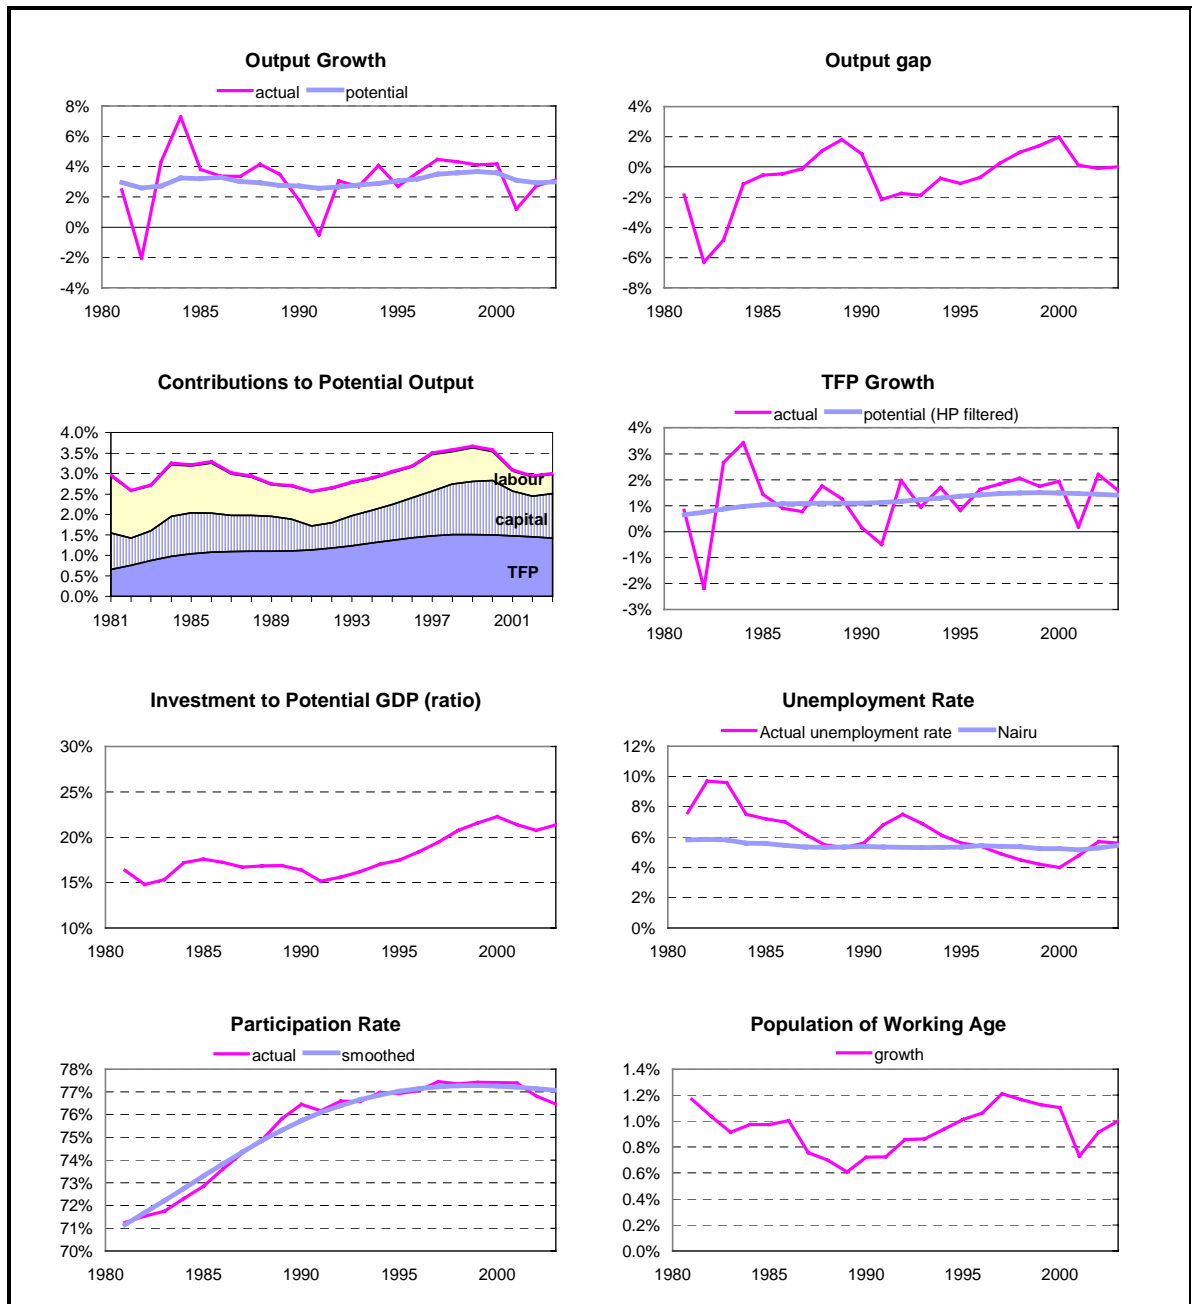 Output Growth
actual potential
8%
6%
4%
2%
0%
-2%
-4%
1980 1985 1990 1995 2000
Output gap
4%
2%
0%
-2%
-4%
-6%
-8%
1980 1985 1990 1995 2000
Contributions to Potential Output
4.0%
3.5%
3.0%
2.5%
2.0%
1.5%
1.0%
0.5%
0.0%
labour
capital
TFP
1981 1985 1989 1993 1997 2001
TFP Growth
actual potential (HP filtered)
4%
3%
2%
1%
0%
-1%
-2%
-3%
1980 1985 1990 1995 2000
Investment to Potential GDP (ratio)
30%
25%
20%
15%
10%
1980 1985 1990 1995 2000
Unemployment Rate
Actual unemployment rate Nairu
12%
10%
8%
6%
4%
2%
0%
1980 1985 1990 1995 2000
Participation Rate
actual smoothed
78%
77%
76%
75%
74%
73%
72%
71%
70%
1980 1985 1990 1995 2000
Population of Working Age
growth
1.4%
1.2%
1.0%
0.8%
0.6%
0.4%
0.2%
0.0%
1980 1985 1990 1995 2000